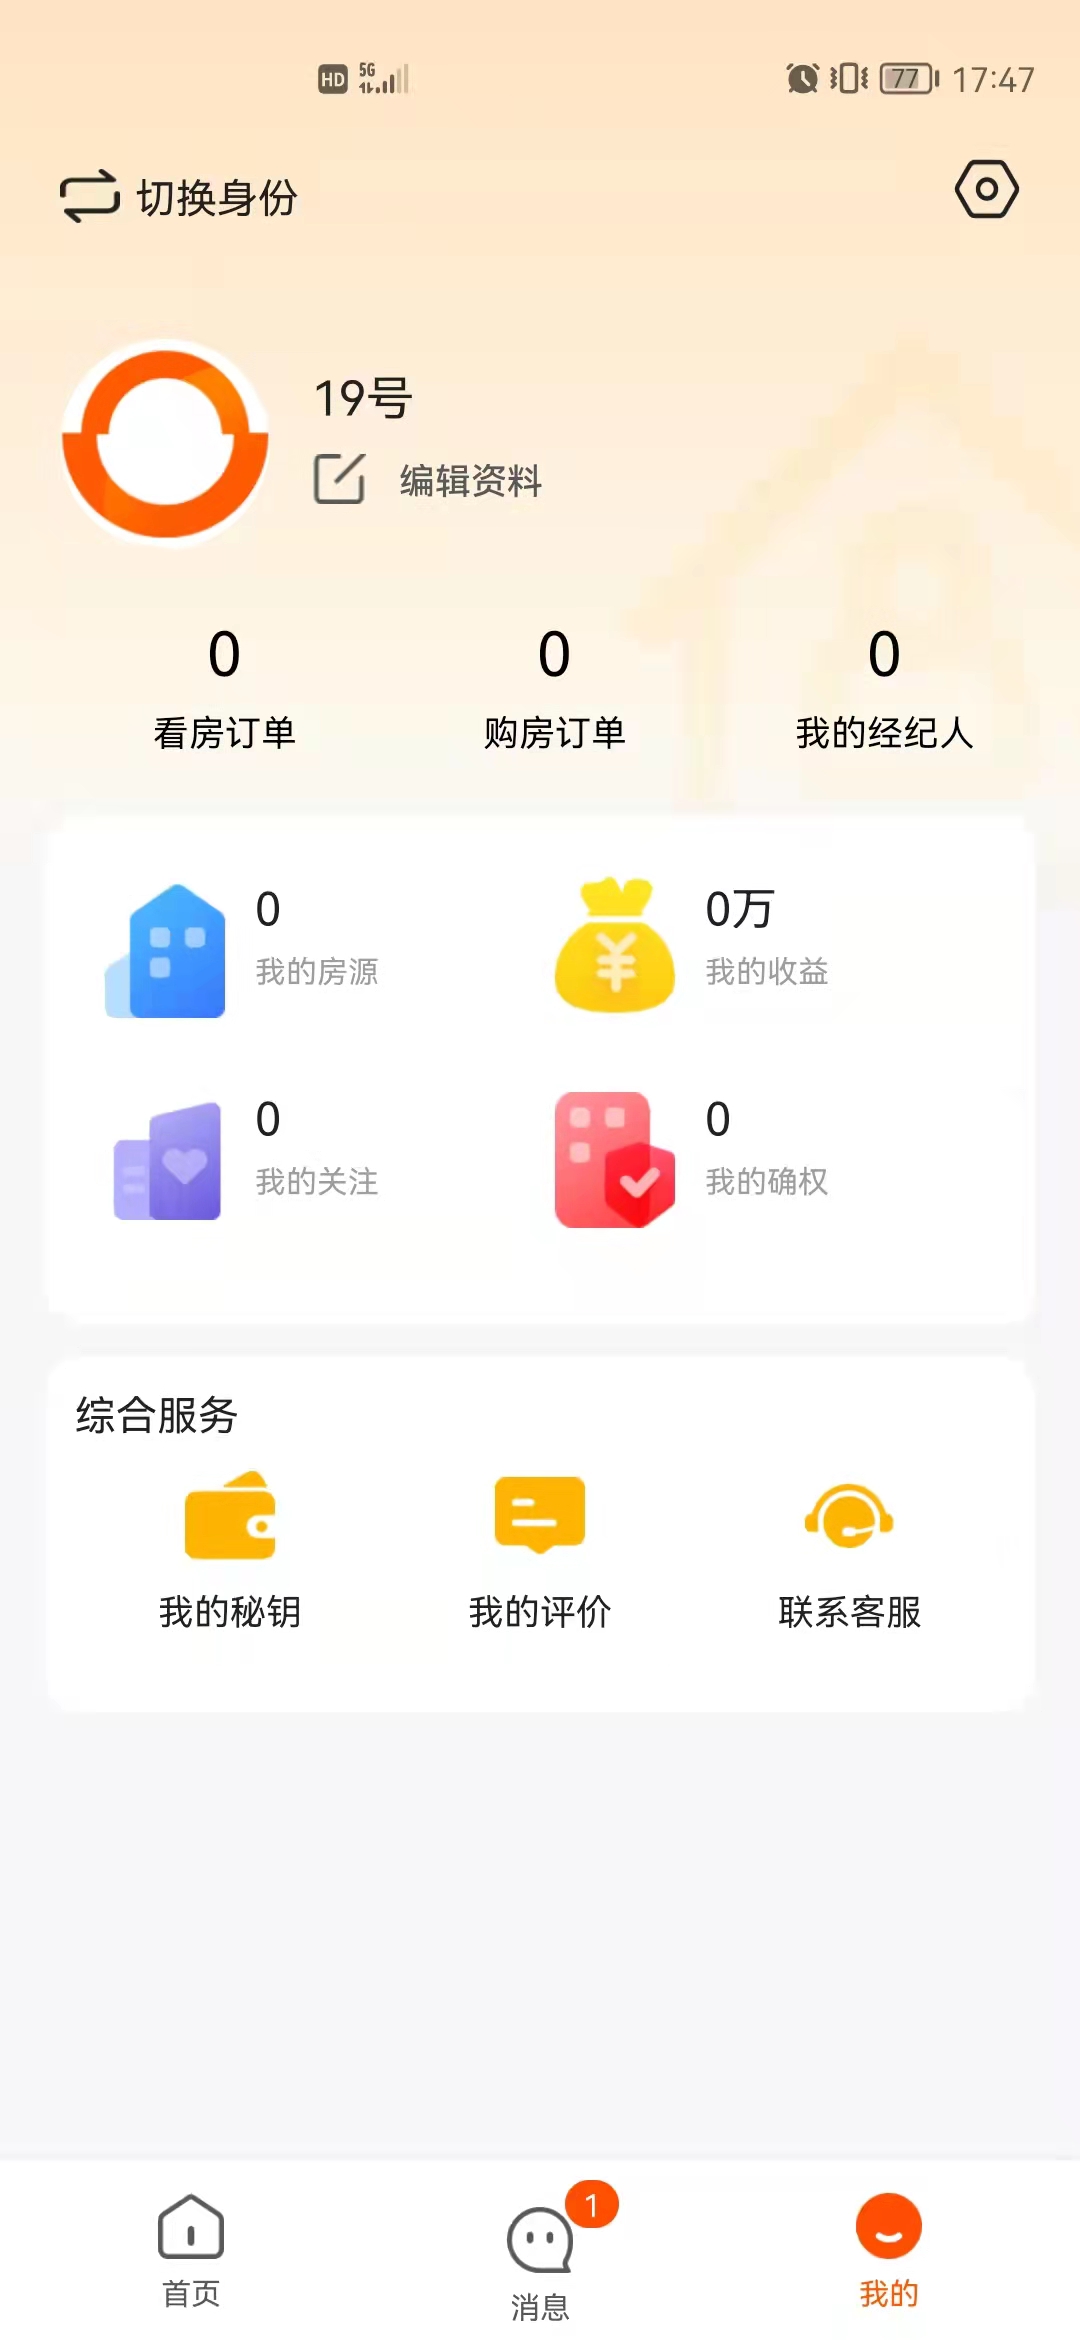 HD 5G 77 17:47
切换身份
19号
编辑资料
0 0 0
看房订单 购房订单 我的经纪人
0 0万
我的房源 我的收益
0 0
我的关注 我的确权
综合服务
我的秘钥 我的评价 联系客服
1
首页 消息 我的